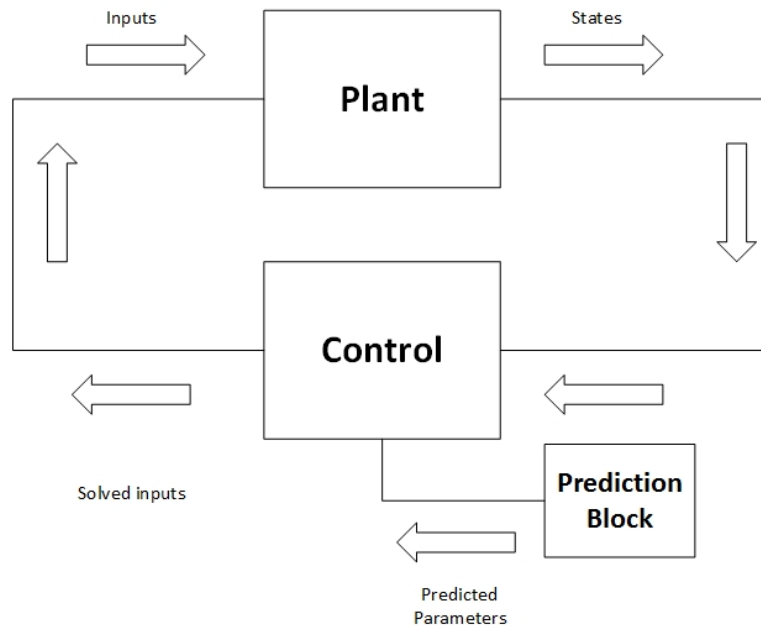 Inputs
States
Plant
Control
Solved inputs
Prediction
Block
Predicted
Parameters